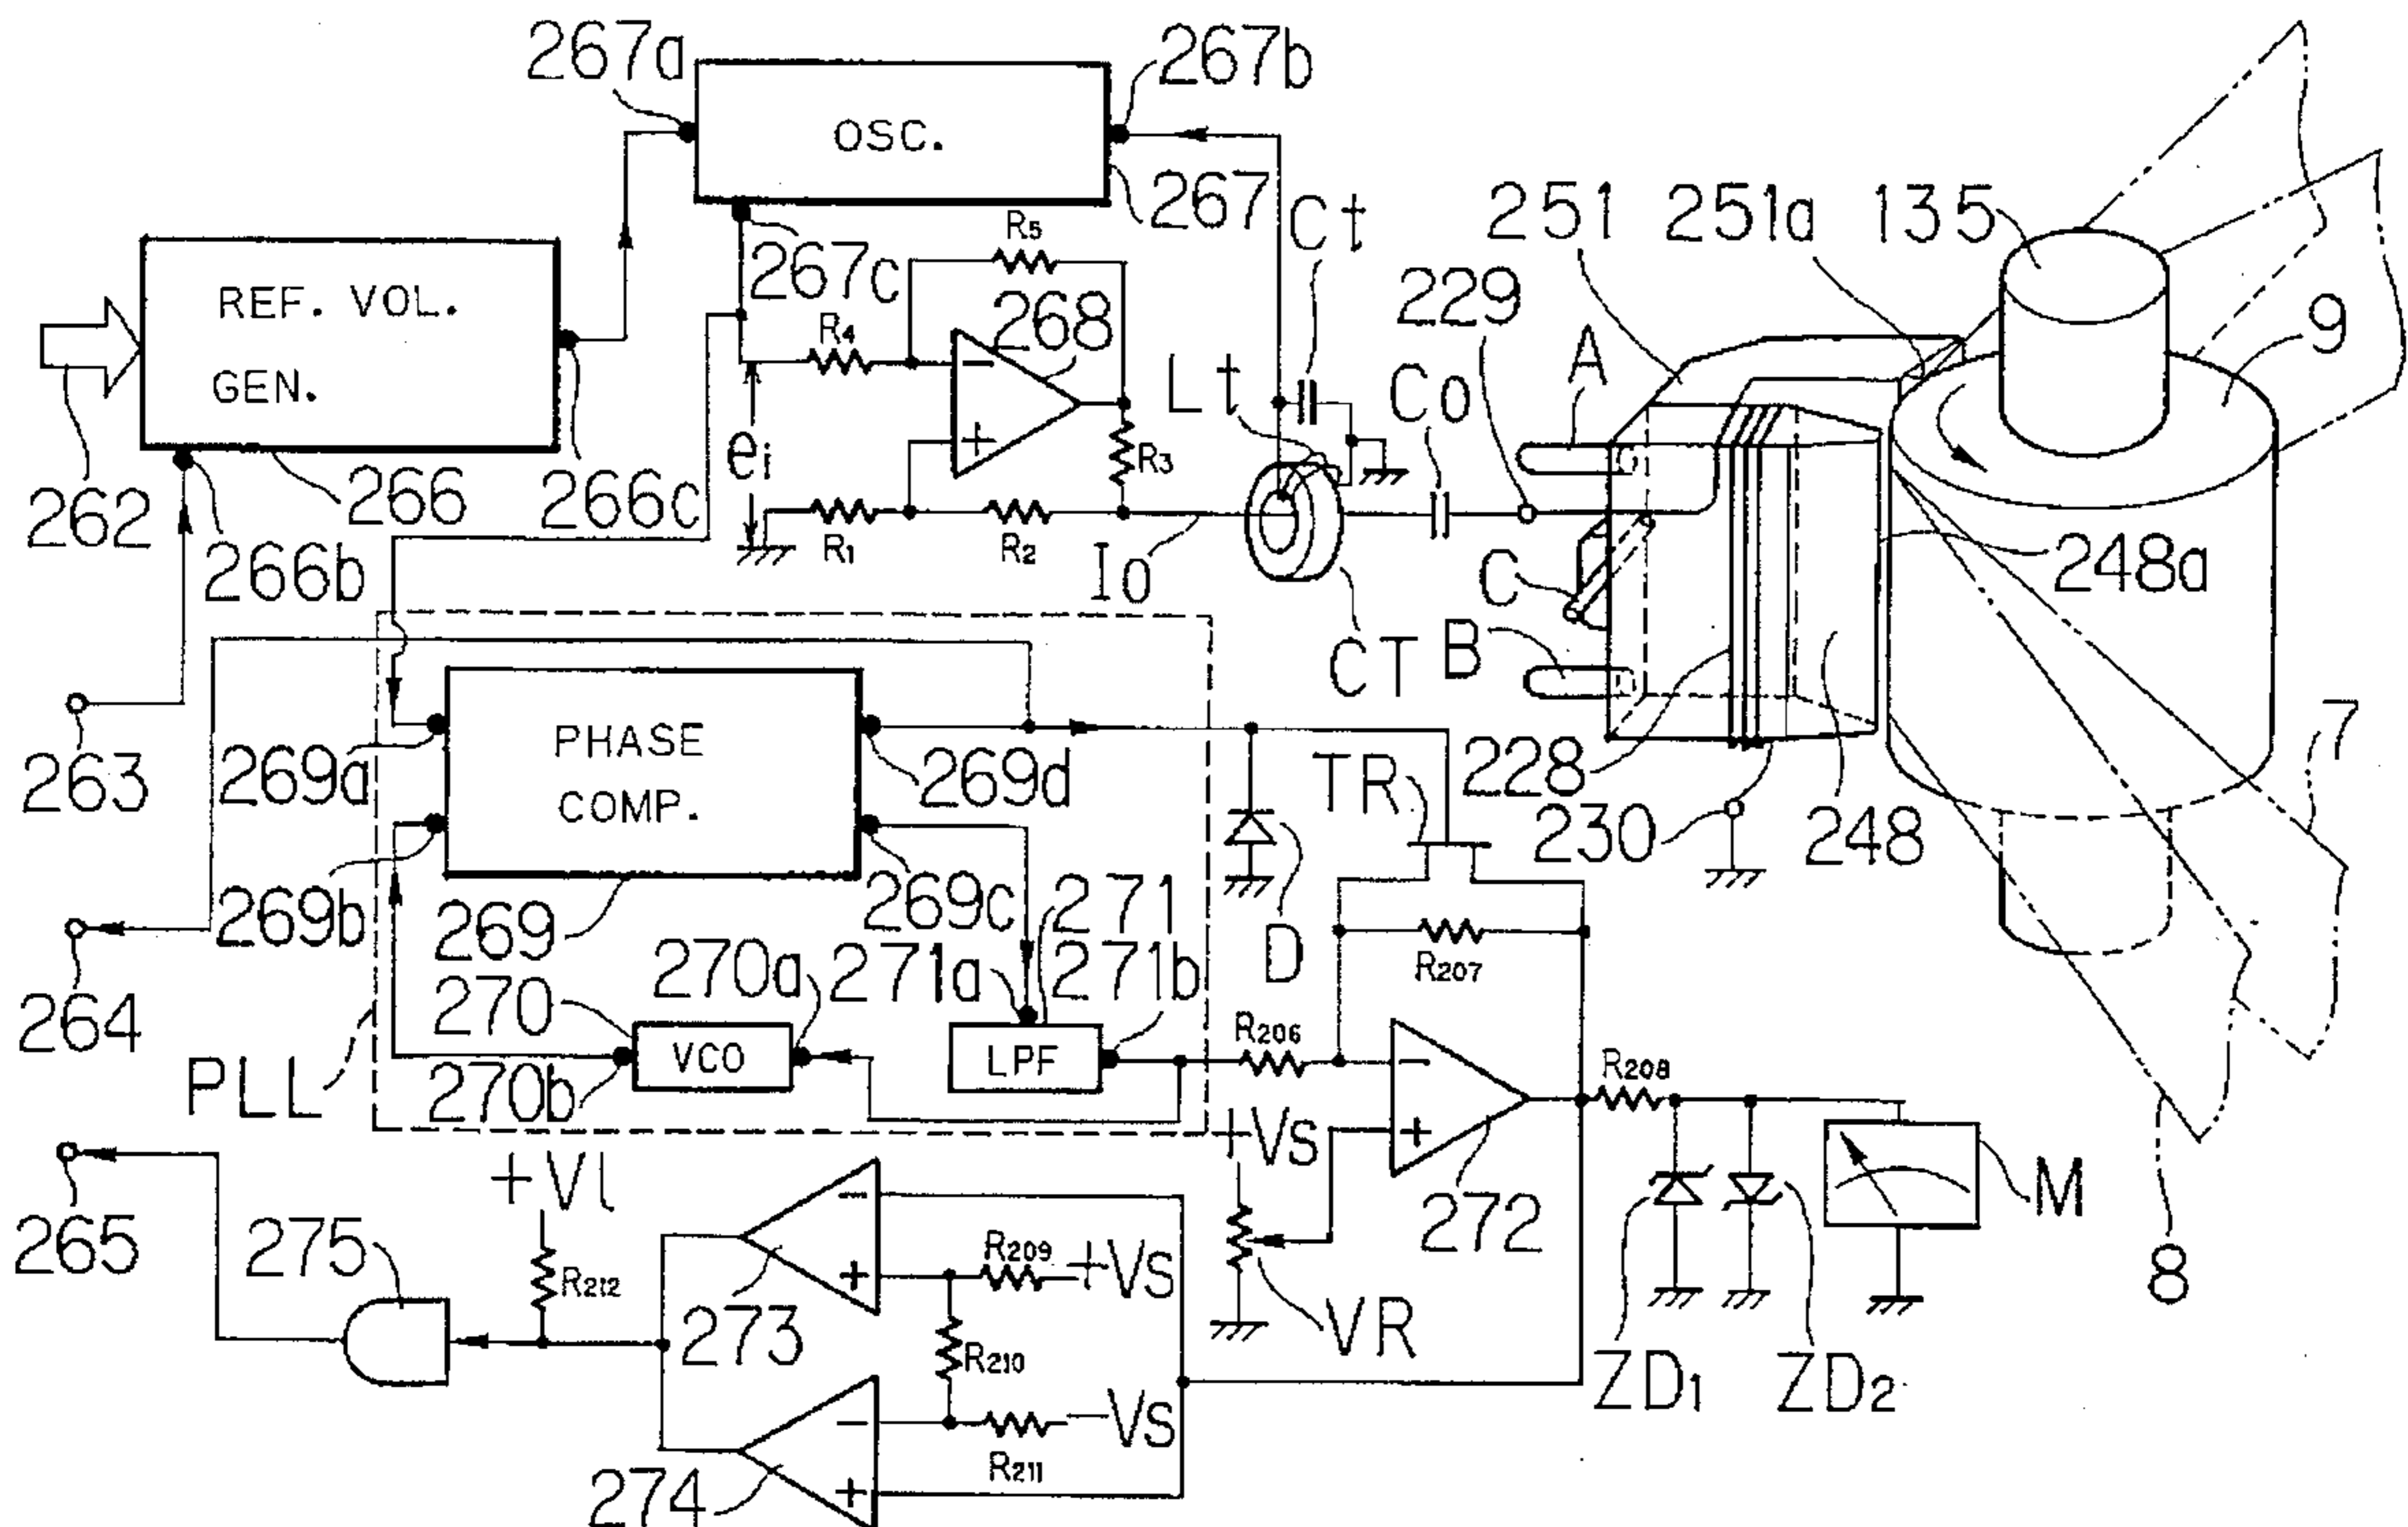 267a
267b
OSC.
267
267c
REF. VOL.
GEN.
262
266b
266
266c
263
R5
R4
268
ei
R1
R2
R3
Io
Lt
Ct
Co
CT
229
251
251a
135
9
A
C
B
228
230
248
248a
7
8
269a
PHASE
COMP.
269d
269b
269
269c
264
PLL
270
270a
VCO
270b
271a
271
271b
LPF
D
TR
R207
R206
272
+Vs
VR
R208
ZD1
ZD2
M
265
275
+Vl
R212
273
R209
+Vs
R210
-Vs
R211
274